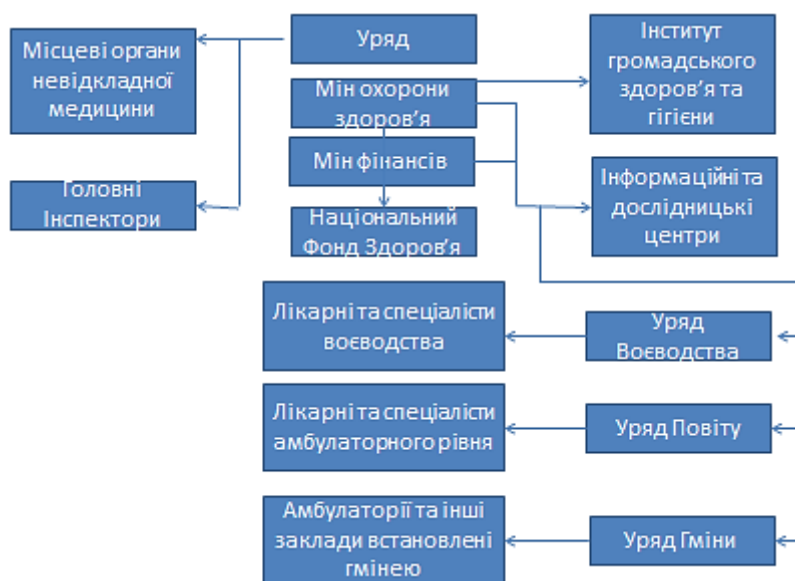 Місцеві органи
невідкладної
медицини
Уряд
Інститут
громадського
здоров'я та
гігієни
Мін охорони
здоров'я
Мін фінансів
Головні
Інспектори
Національний
Фонд Здоров'я
Інформаційні та
дослідницькі
центри
Лікарні та спеціалісти
воєводства
Уряд
Воєводства
Лікарні та спеціалісти
амбулаторного рівня
Уряд Повіту
Амбулаторії та інші
заклади встановлені
гмінею
Уряд Гміни